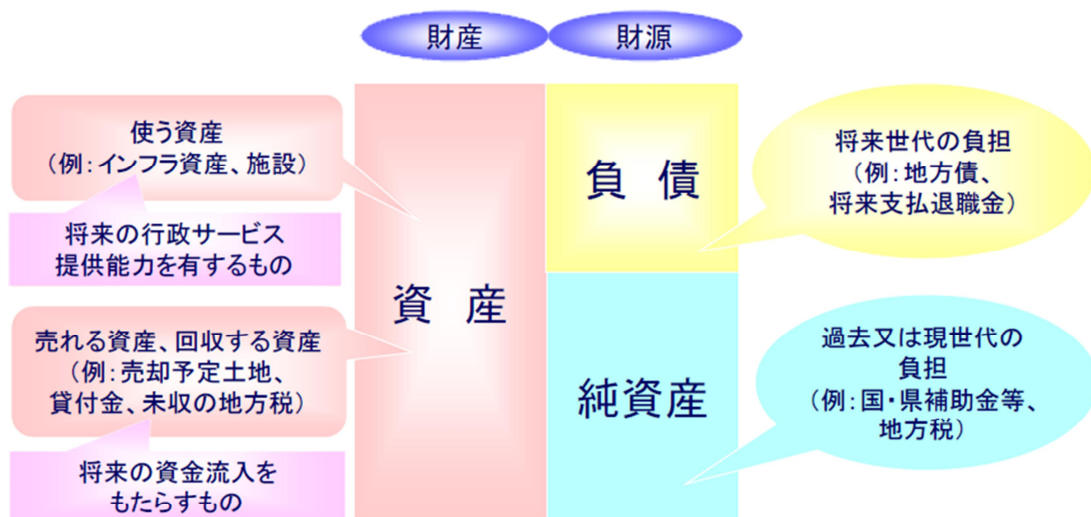 財産
財源
使う資産
（例：インフラ資産、施設）
将来の行政サービス
提供能力を有するもの
売れる資産、回収する資産
（例：売却予定土地、
貸付金、未収の地方税）
将来の資金流入を
もたらすもの
資　産
負　債
純資産
将来世代の負担
（例：地方債、
将来支払退職金）
過去又は現世代の
負担
（例：国・県補助金等、
地方税）